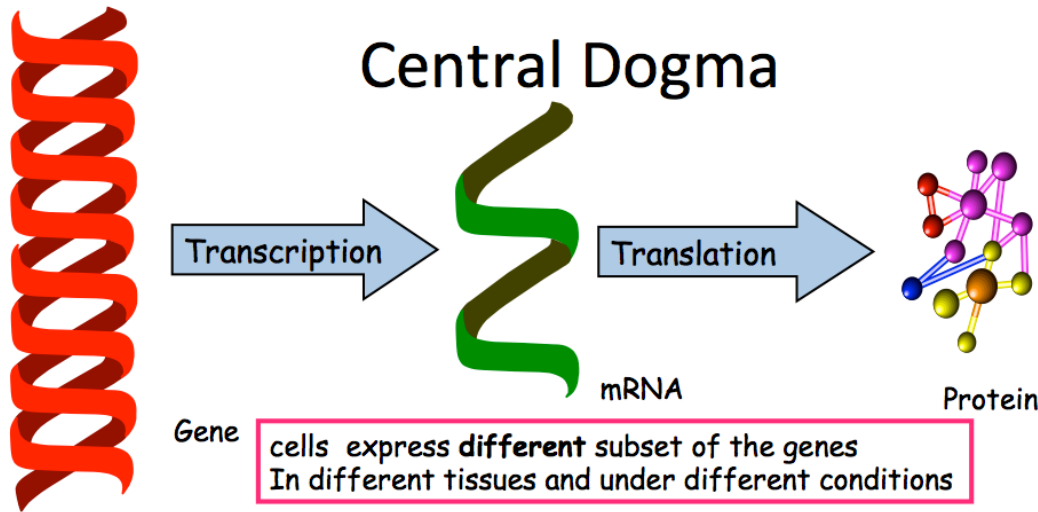 Central Dogma
Transcription
Translation
mRNA
Protein
Gene
cells express different subset of the genes
In different tissues and under different conditions